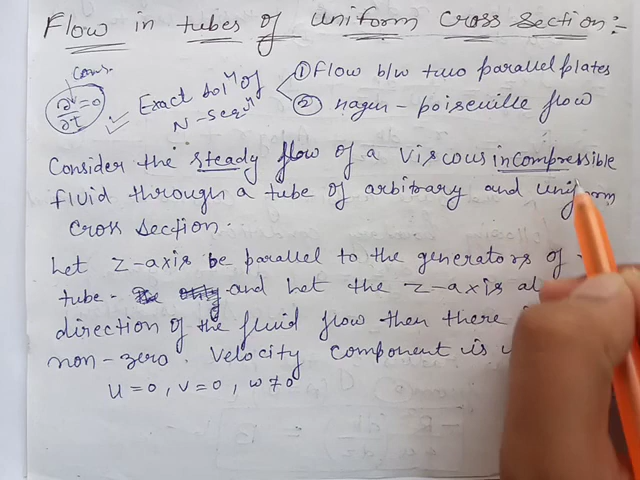 Flow in tubes of uniform cross section :-
Cons.
∂v/∂t = 0
Exact solⁿ of
N-S eqⁿ
① Flow b/w two parallel plates
② Hagen - poiseuille flow
Consider the steady flow of a viscous incompressible
fluid through a tube of arbitrary and uniform
cross section.
Let z-axis be parallel to the generators of
tube. and let the z-axis al
direction of the fluid flow then there
non-zero velocity component is
u = 0, v = 0, w ≠ 0